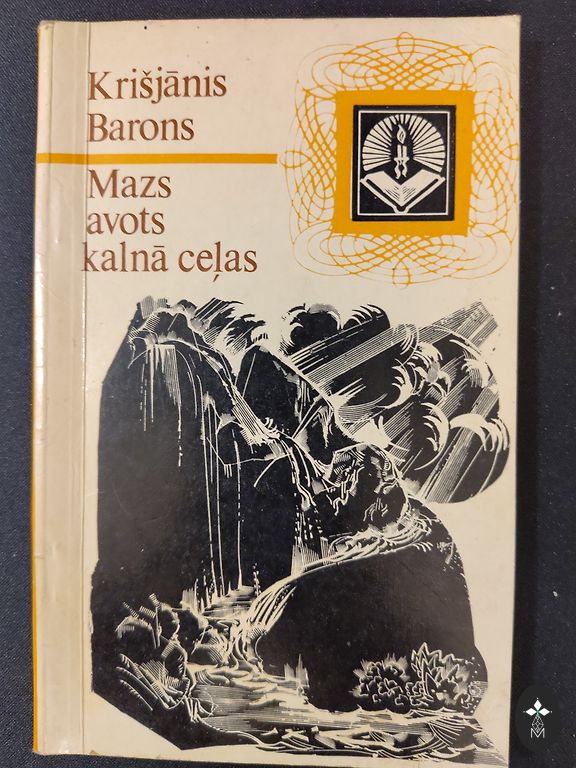 Krišjānis
Barons
Mazs
avots
kalnā ceļas